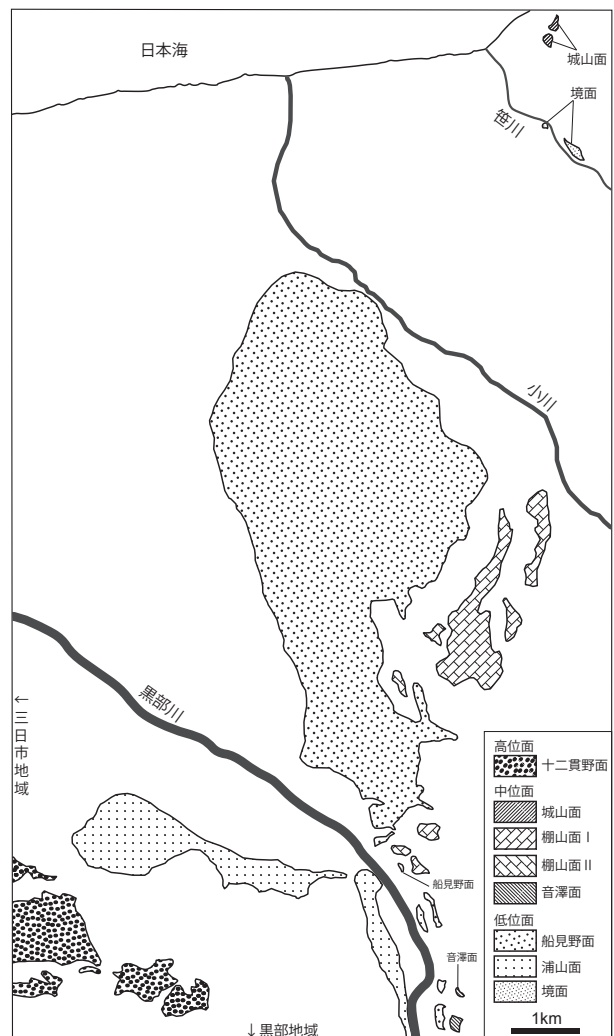 日本海
城山面
境面
笹川
小川
黒部川
←三日市地域
船見野面
音澤面
↓黒部地域
高位面
十二貫野面
中位面
城山面
棚山面Ⅰ
棚山面Ⅱ
音澤面
低位面
船見野面
浦山面
境面
1km